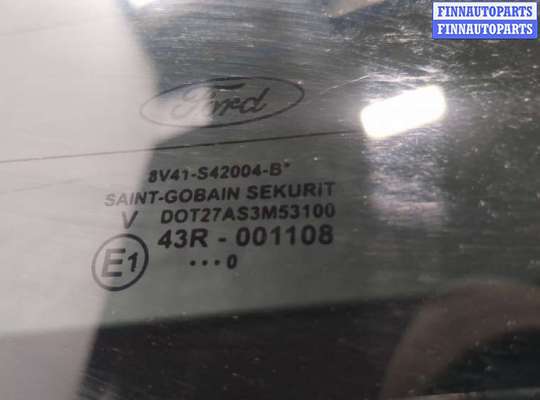 FINNAUTOPARTS
FINNAUTOPARTS
Ford
8V41-S42004-B*
SAINT-GOBAIN SEKURIT
V DOT27AS3M53100
E1 43R - 001108
...0